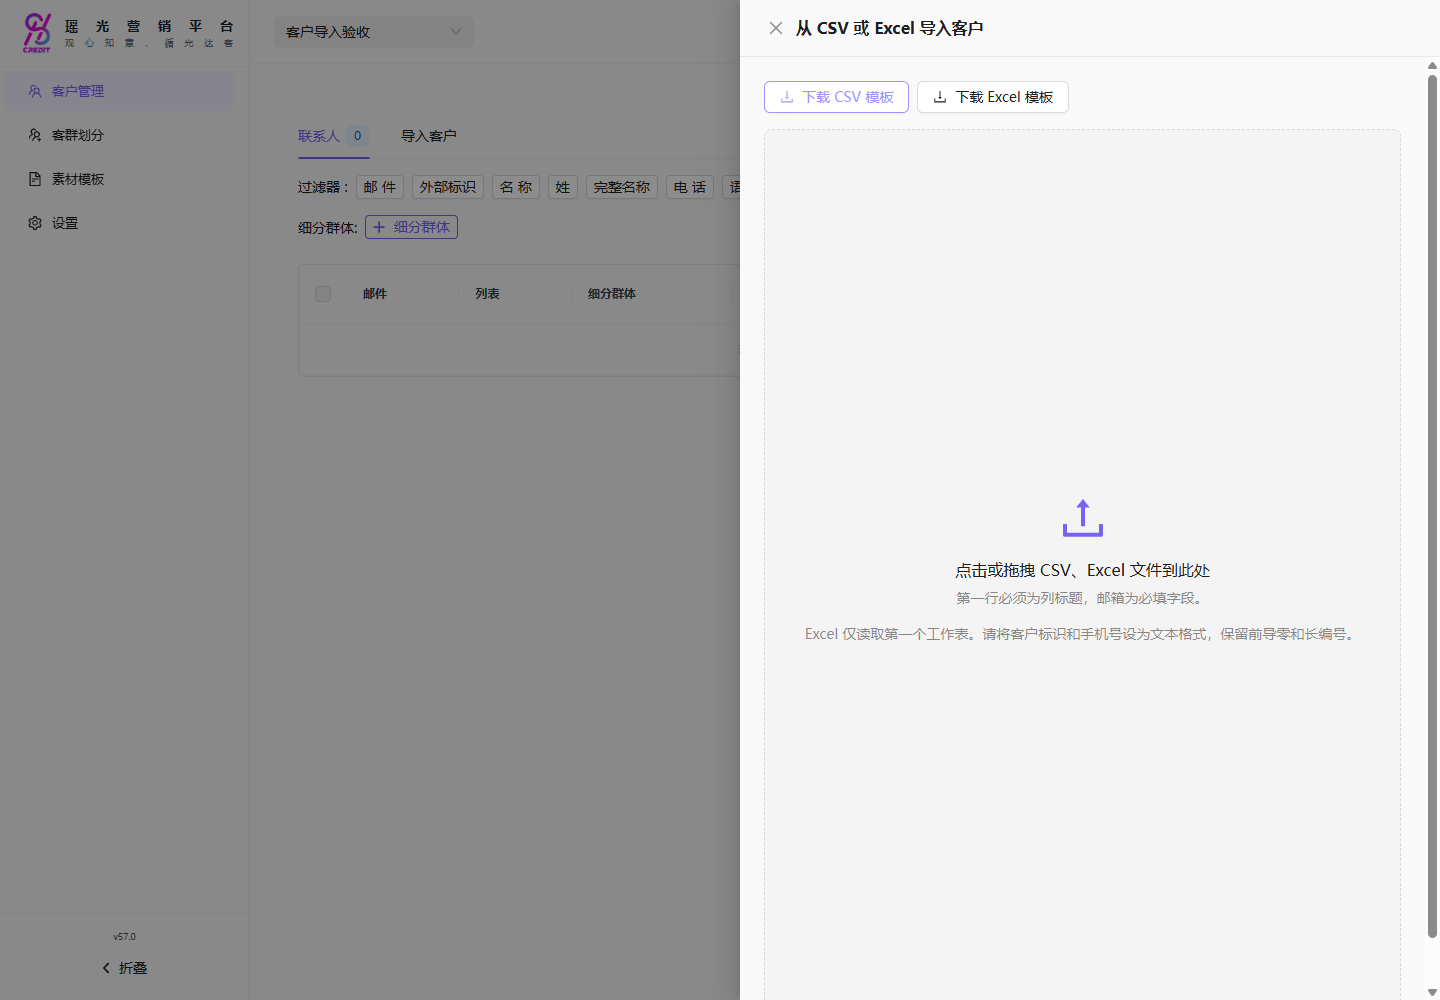 瑶光营销平台
观心知意．循光达客
CREDIT
客户管理
客群划分
素材模板
设置
v57.0
折叠
客户导入验收
联系人 0 导入客户
过滤器： 邮件 外部标识 名称 姓 完整名称 电话
细分群体: 细分群体
邮件 列表 细分群体
从 CSV 或 Excel 导入客户
下载 CSV 模板 下载 Excel 模板
点击或拖拽 CSV、Excel 文件到此处
第一行必须为列标题，邮箱为必填字段。
Excel 仅读取第一个工作表。请将客户标识和手机号设为文本格式，保留前导零和长编号。